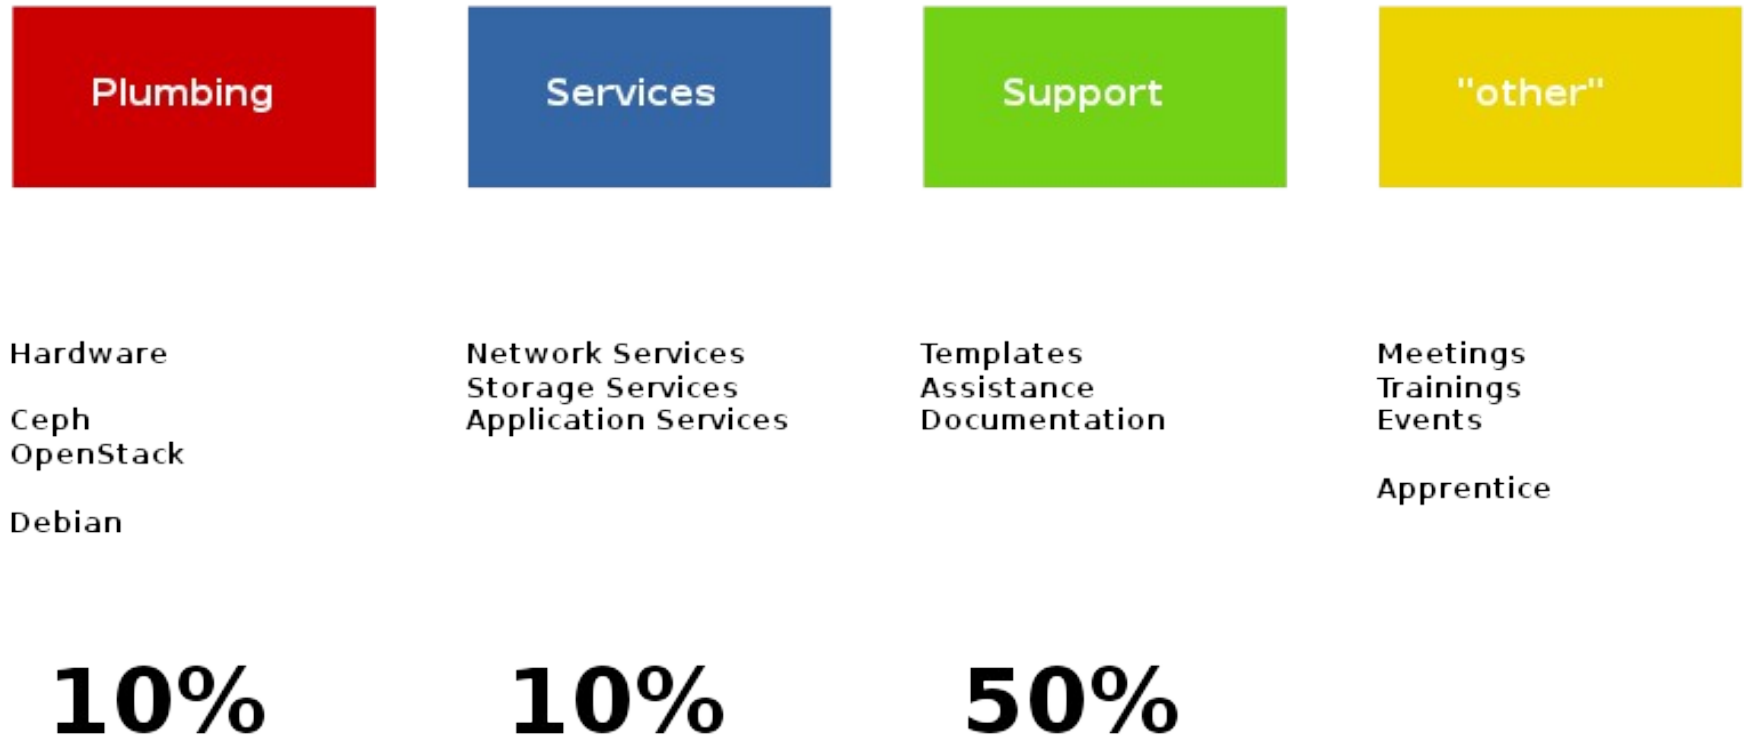 Plumbing
Services
Support
"other"
Hardware
Ceph
OpenStack
Debian
Network Services
Storage Services
Application Services
Templates
Assistance
Documentation
Meetings
Trainings
Events
Apprentice
10%
10%
50%